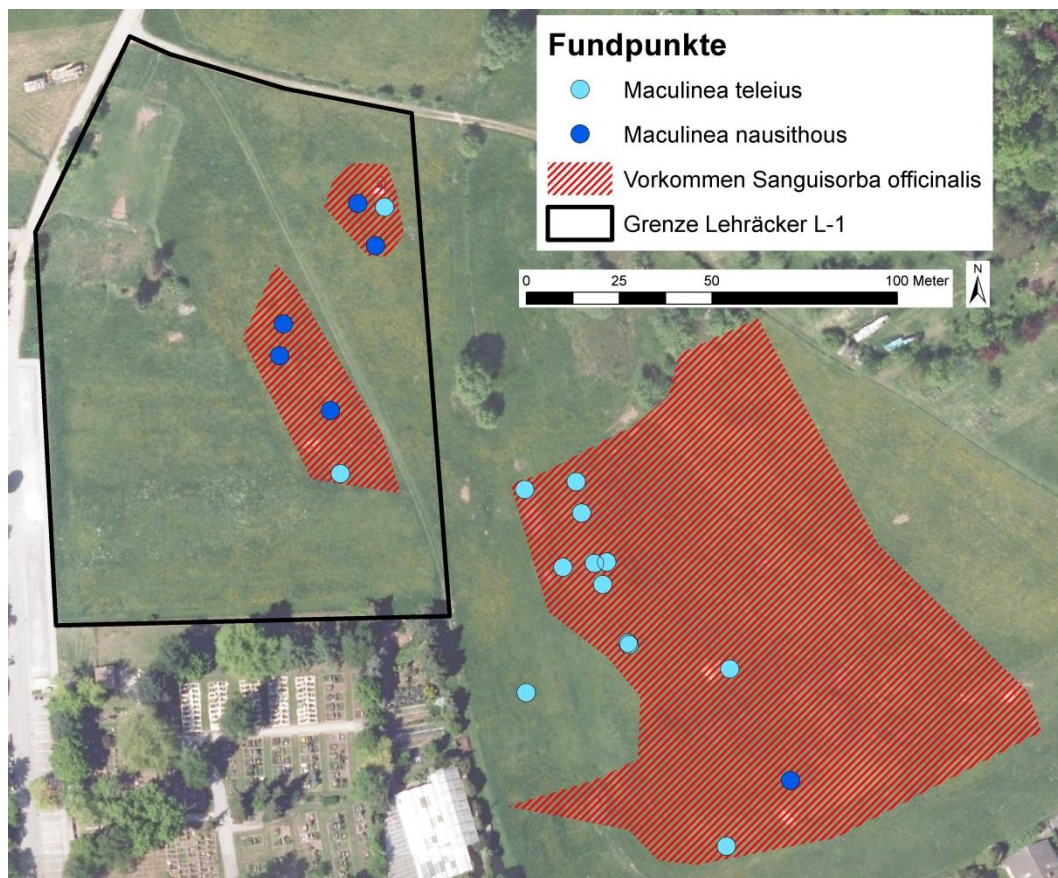 Fundpunkte
Maculinea teleius
Maculinea nausithous
Vorkommen Sanguisorba officinalis
Grenze Lehräcker L-1
0 25 50 100 Meter
N